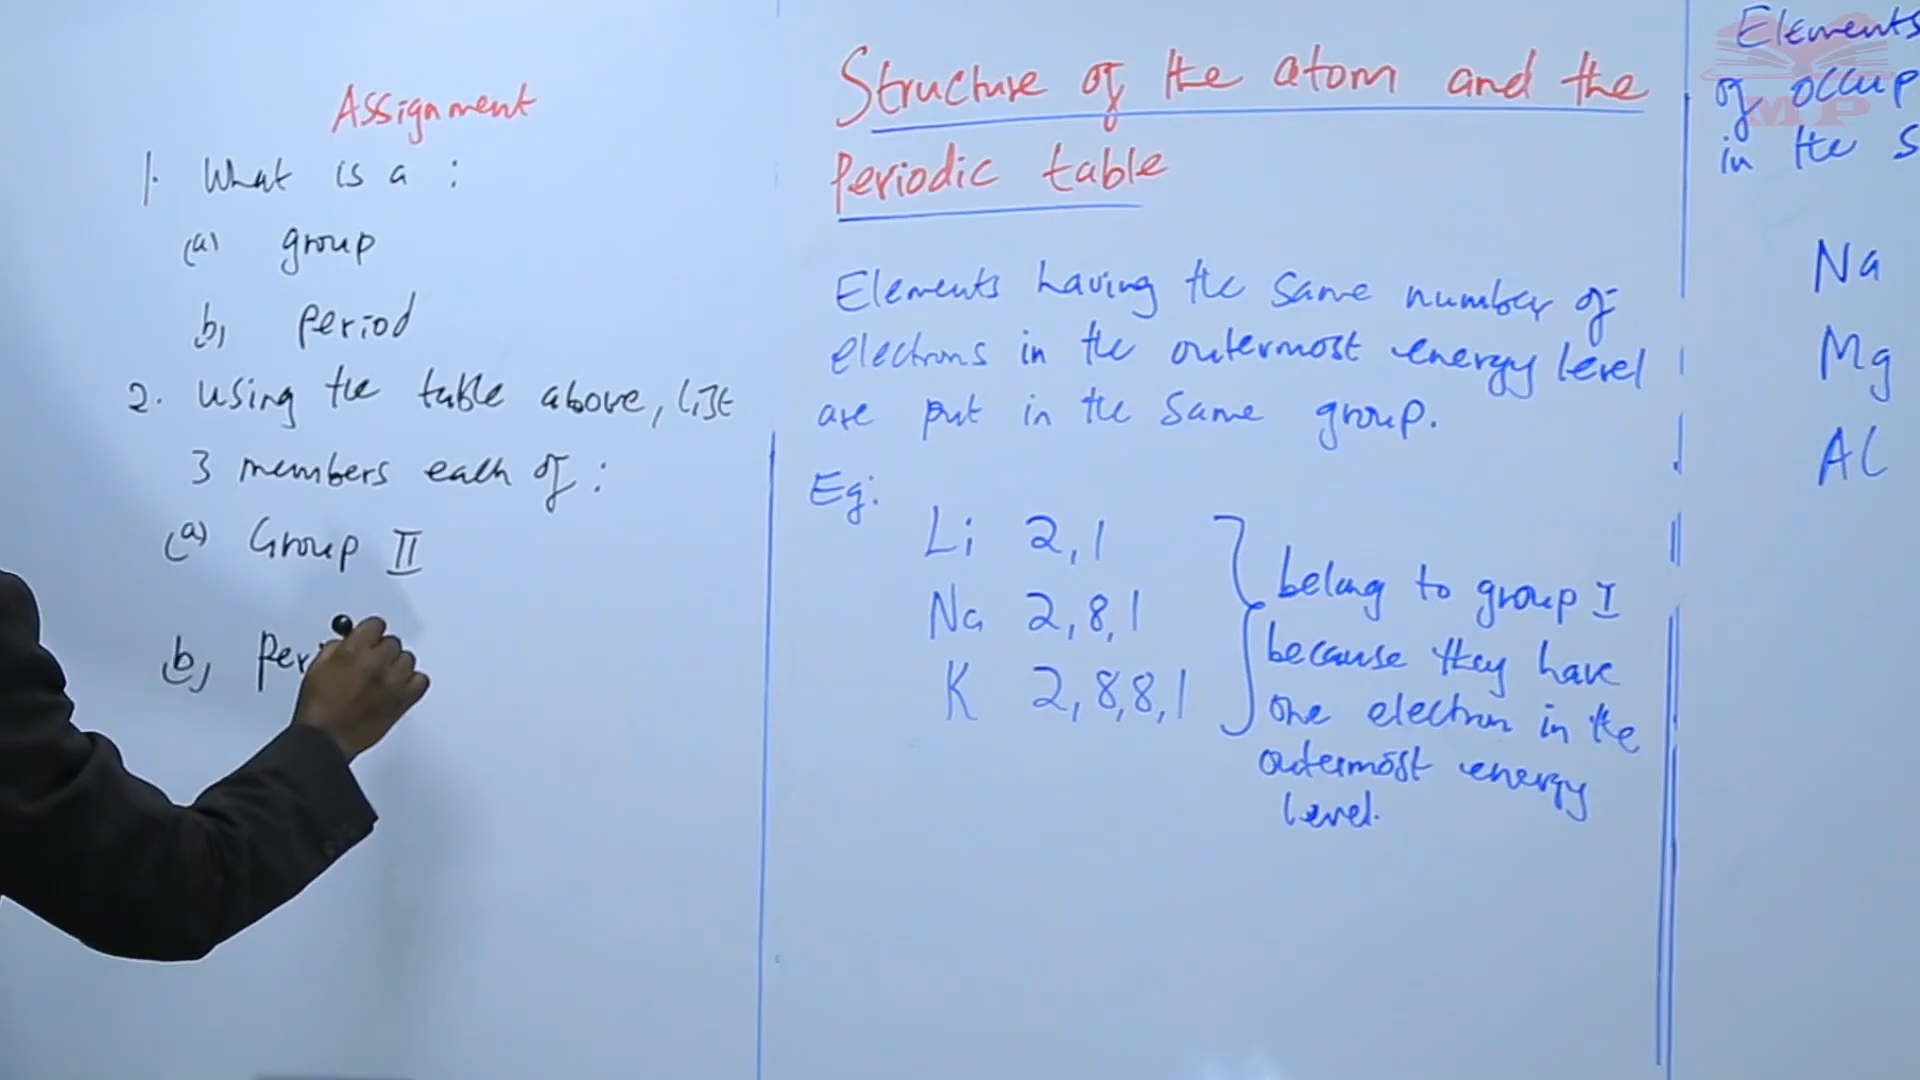 Assignment
1. What is a :
(a) group
b) Period
2. Using the table above, list
3 members each of :
(a) Group II
(b) Per
Structure of the atom and the
Periodic table
Elements having the same number of
electrons in the outermost energy level
are put in the same group.
Eg:
Li 2,1
Na 2,8,1
K 2,8,8,1
belong to group I
because they have
one electron in the
outermost energy
level.
Elements
of occup
in the S
Na
Mg
Al
MP